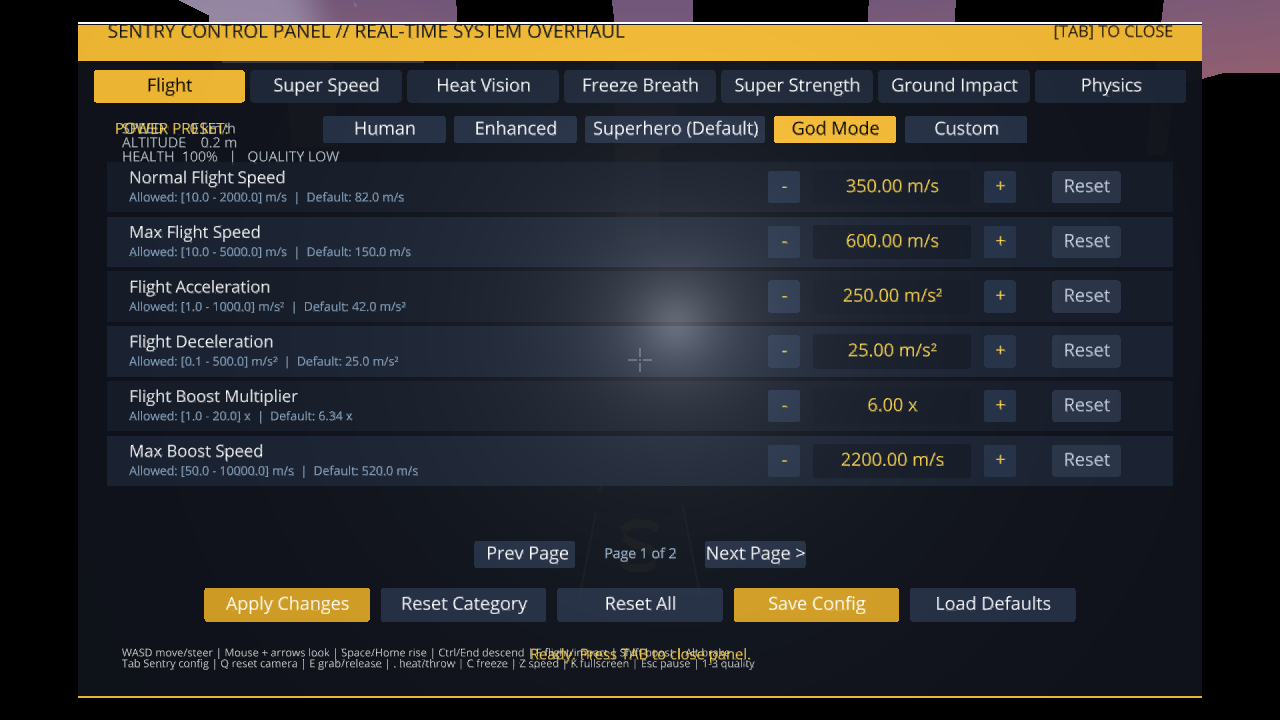 SENTRY CONTROL PANEL // REAL-TIME SYSTEM OVERHAUL [TAB] TO CLOSE
Flight Super Speed Heat Vision Freeze Breath Super Strength Ground Impact Physics
POWER PRESET: Human Enhanced Superhero (Default) God Mode Custom
ALTITUDE 0.2 m
HEALTH 100% | QUALITY LOW
Normal Flight Speed
Allowed: [10.0 - 2000.0] m/s | Default: 82.0 m/s
- 350.00 m/s + Reset
Max Flight Speed
Allowed: [10.0 - 5000.0] m/s | Default: 150.0 m/s
- 600.00 m/s + Reset
Flight Acceleration
Allowed: [1.0 - 1000.0] m/s² | Default: 42.0 m/s²
- 250.00 m/s² + Reset
Flight Deceleration
Allowed: [0.1 - 500.0] m/s² | Default: 25.0 m/s²
- 25.00 m/s² + Reset
Flight Boost Multiplier
Allowed: [1.0 - 20.0] x | Default: 6.34 x
- 6.00 x + Reset
Max Boost Speed
Allowed: [50.0 - 10000.0] m/s | Default: 520.0 m/s
- 2200.00 m/s + Reset
S
Prev Page Page 1 of 2 Next Page >
Apply Changes Reset Category Reset All Save Config Load Defaults
WASD move/steer | Mouse + arrows look | Space/Home rise | Ctrl/End descend |
Ready. Press TAB to close panel.
Tab Sentry config | Q reset camera | E grab/release | . heat/throw | C freeze | Z speed | K fullscreen | Esc pause | 1-3 quality